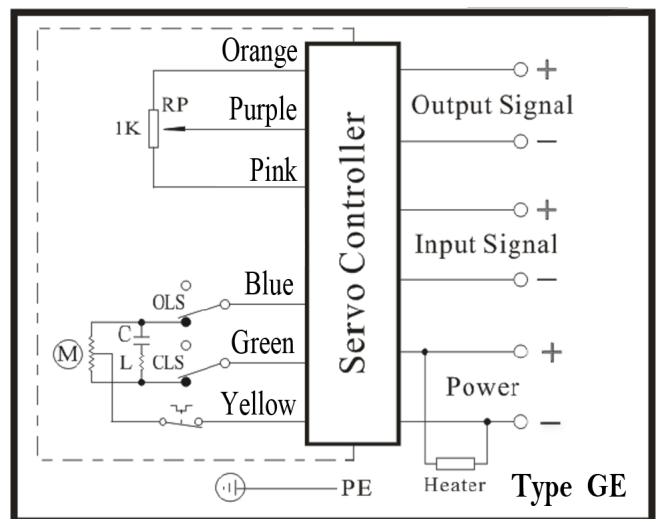 Orange
RP
1K
Purple
Pink
Servo Controller
+
Output Signal
−
+
Input Signal
−
Blue
OLS
C
M
L
CLS
Green
Yellow
+
Power
−
Heater
PE
Type GE